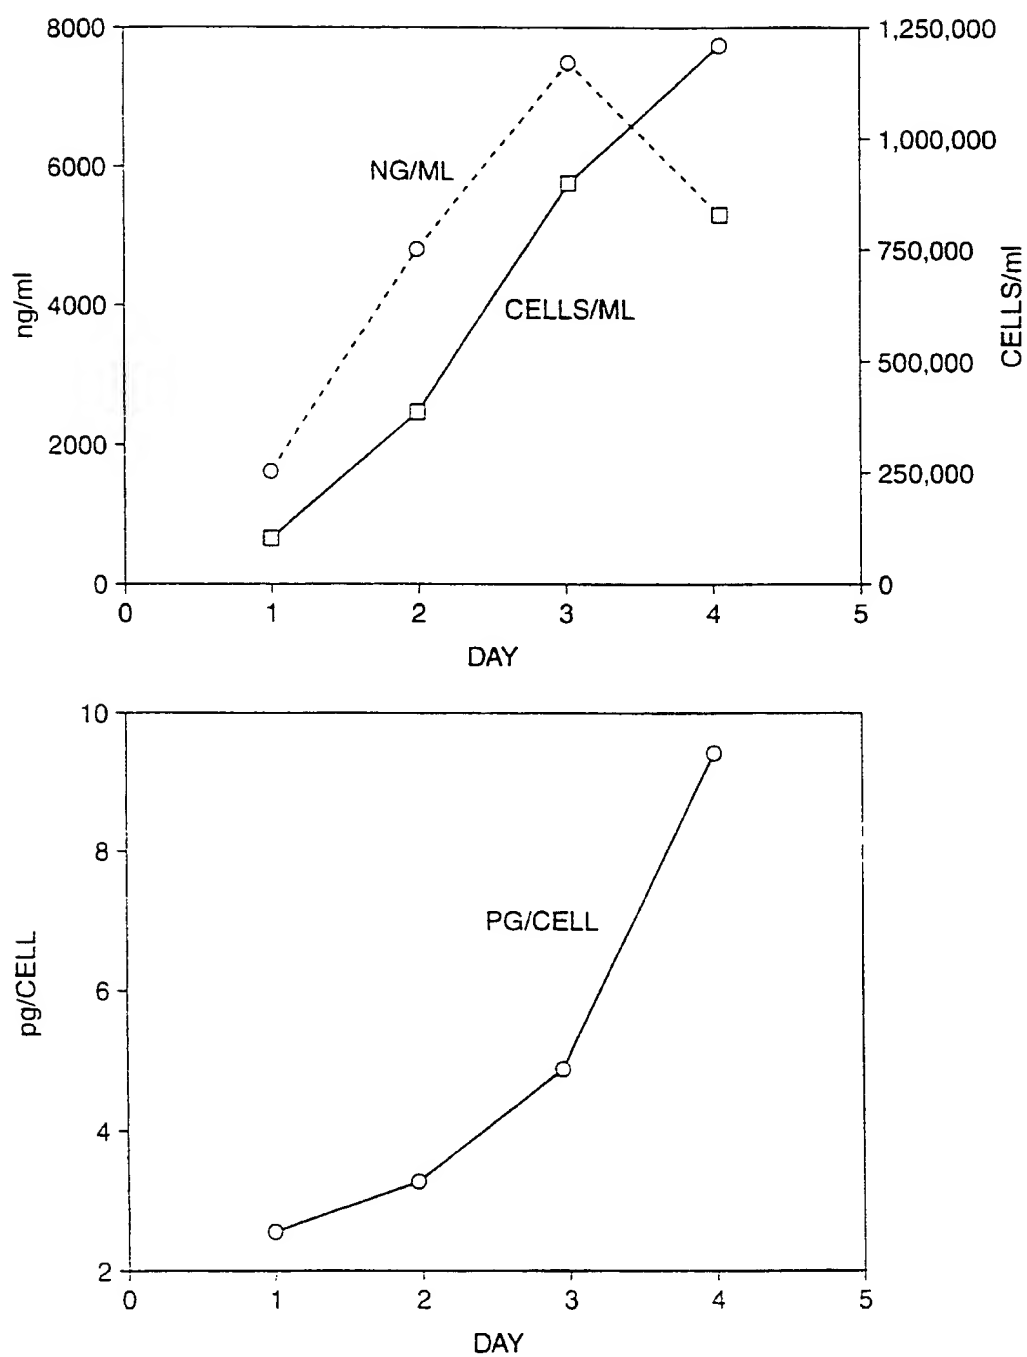 8000
6000
4000
2000
0
ng/ml
1,250,000
1,000,000
750,000
500,000
250,000
0
CELLS/ml
NG/ML
CELLS/ML
0 1 2 3 4 5
DAY
10
8
6
4
2
pg/CELL
PG/CELL
0 1 2 3 4 5
DAY